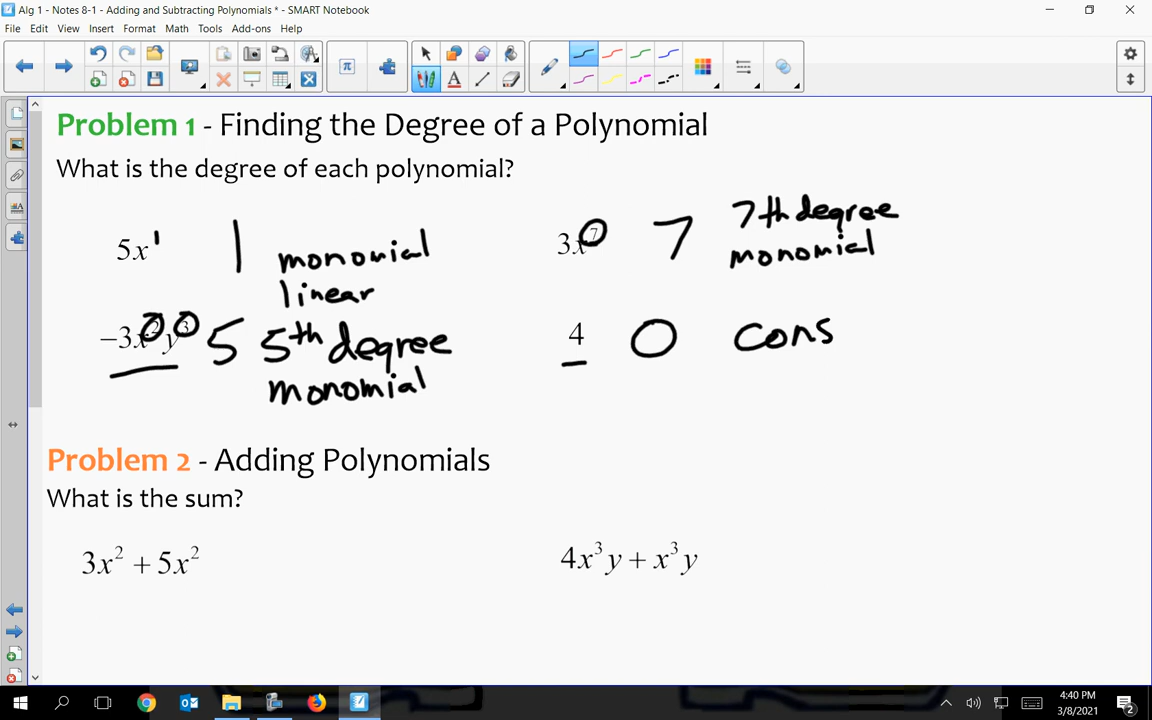 Alg 1 - Notes 8-1 - Adding and Subtracting Polynomials * - SMART Notebook
File Edit View Insert Format Math Tools Add-ons Help
Problem 1 - Finding the Degree of a Polynomial
What is the degree of each polynomial?
5x¹ 1 monomial
linear
3x⁷ 7 7th degree
monomial
−3x²y³ 5 5th degree
monomial
4 0 cons
Problem 2 - Adding Polynomials
What is the sum?
3x² + 5x²
4x³y + x³y
4:40 PM
3/8/2021
2